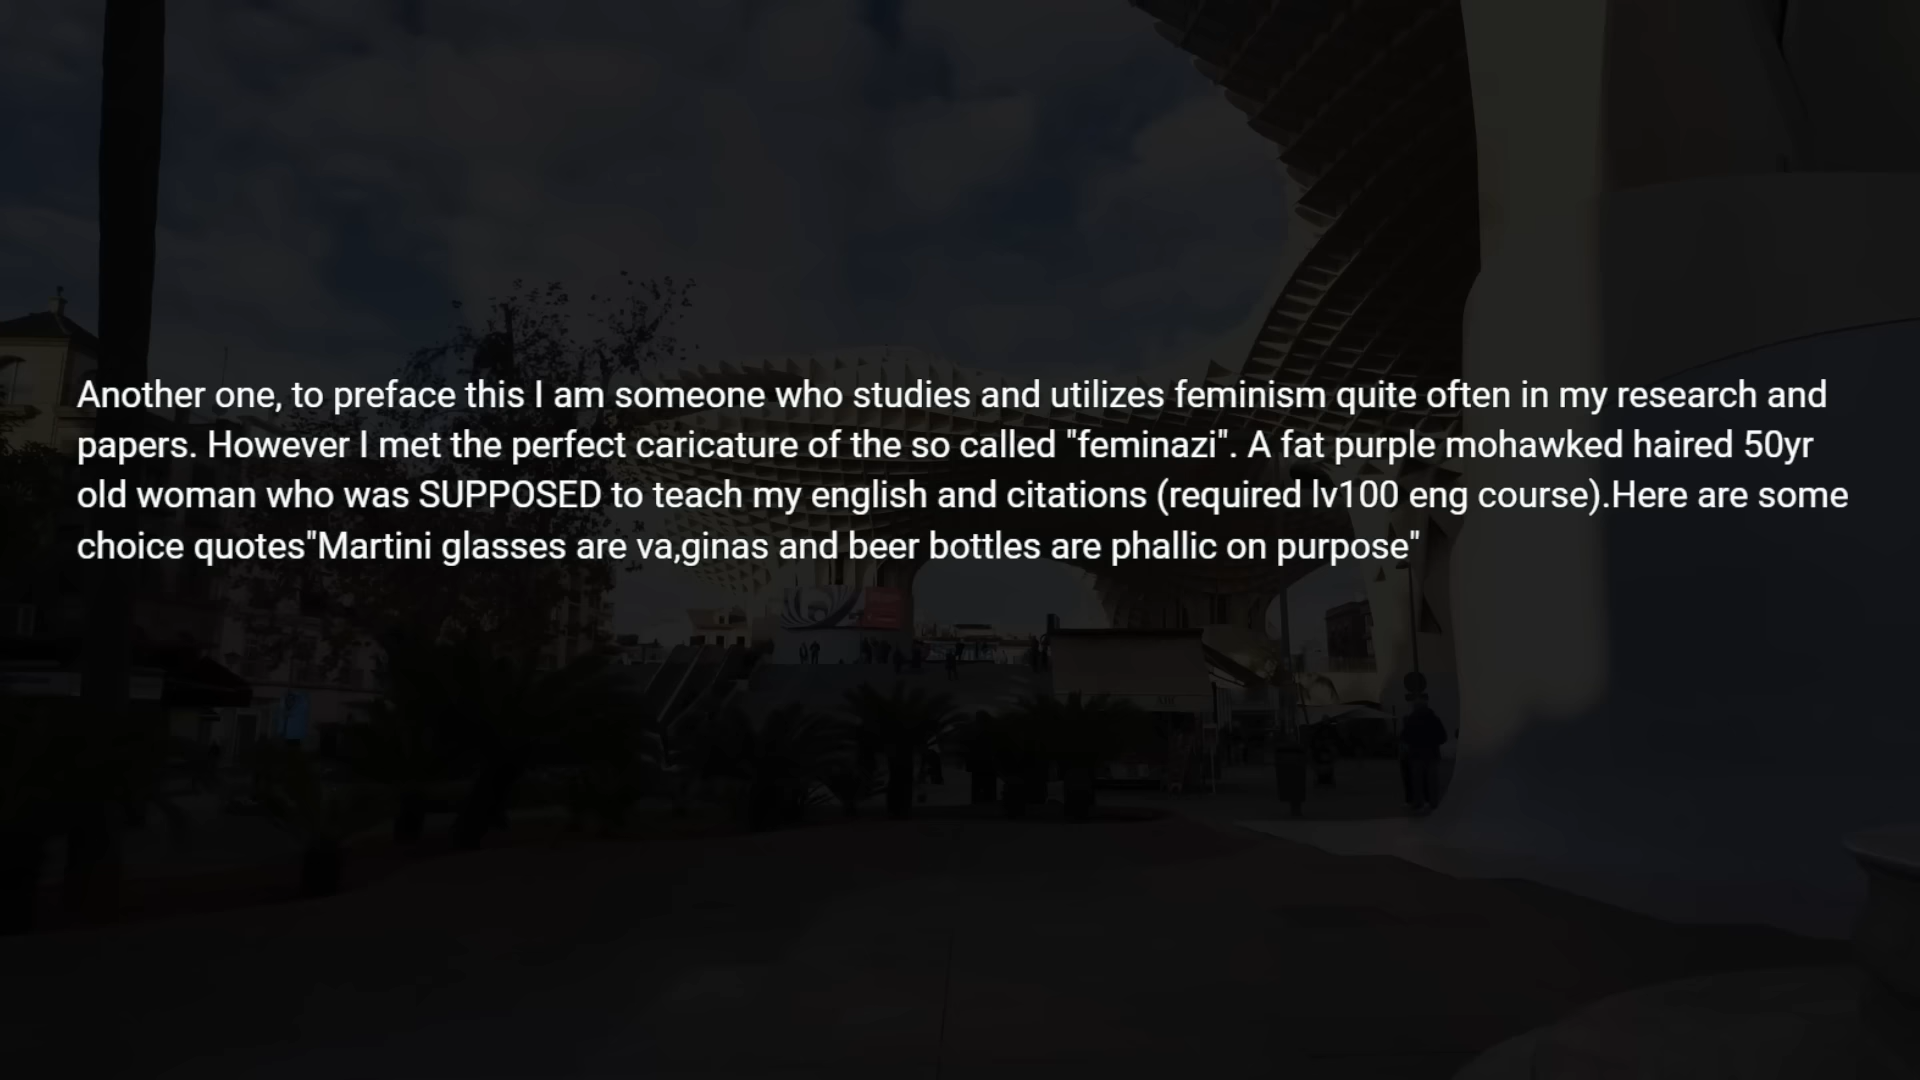 Another one, to preface this I am someone who studies and utilizes feminism quite often in my research and
papers. However I met the perfect caricature of the so called "feminazi". A fat purple mohawked haired 50yr
old woman who was SUPPOSED to teach my english and citations (required lv100 eng course).Here are some
choice quotes"Martini glasses are va,ginas and beer bottles are phallic on purpose"